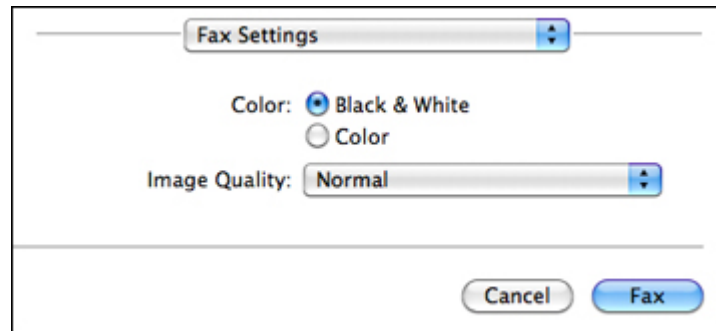 Fax Settings
Color: Black & White
Color
Image Quality: Normal
Cancel Fax